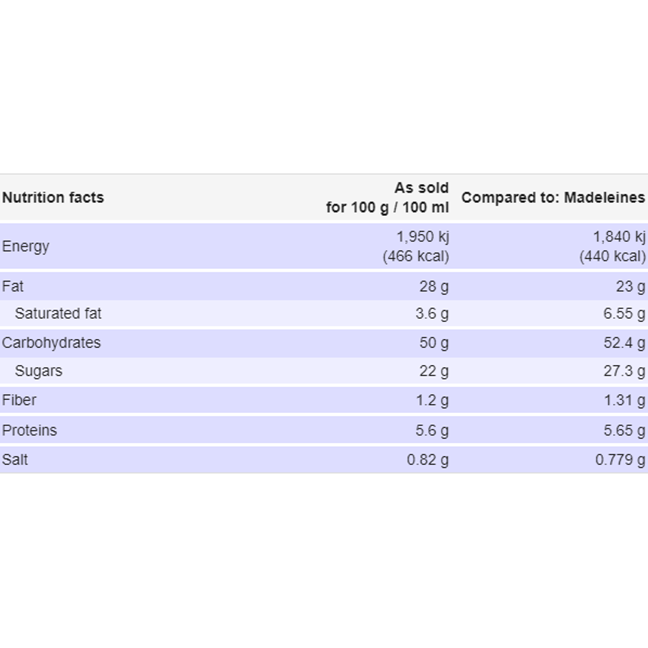 Nutrition facts As sold for 100 g / 100 ml Compared to: Madeleines
Energy 1,950 kj (466 kcal) 1,840 kj (440 kcal)
Fat 28 g 23 g
Saturated fat 3.6 g 6.55 g
Carbohydrates 50 g 52.4 g
Sugars 22 g 27.3 g
Fiber 1.2 g 1.31 g
Proteins 5.6 g 5.65 g
Salt 0.82 g 0.779 g